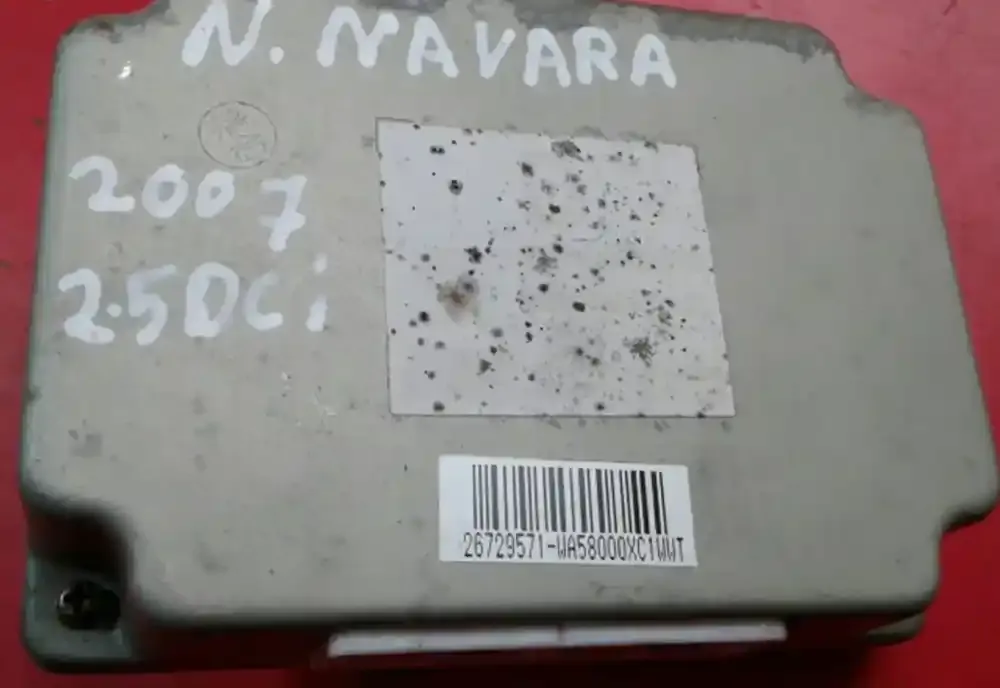 N. NAVARA
2007
2.5DCi
26729571-WA58000XC1WWT